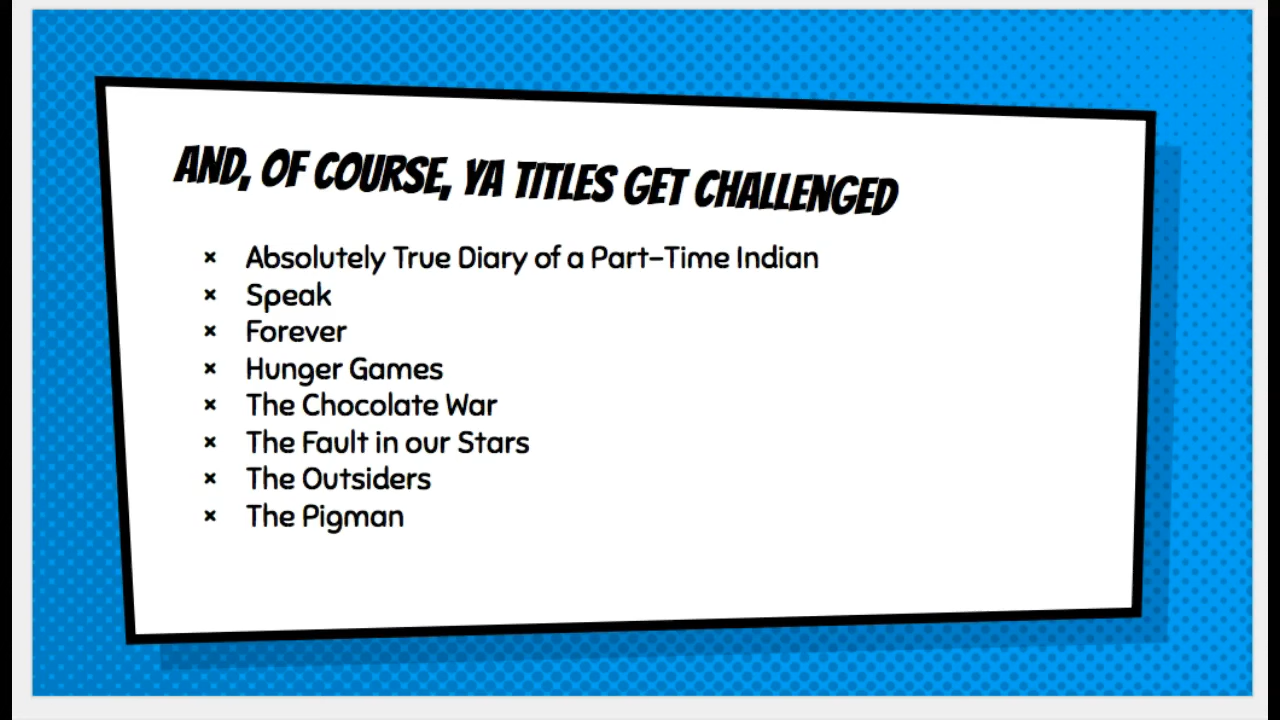 AND, OF COURSE, YA TITLES GET CHALLENGED
× Absolutely True Diary of a Part-Time Indian
× Speak
× Forever
× Hunger Games
× The Chocolate War
× The Fault in our Stars
× The Outsiders
× The Pigman